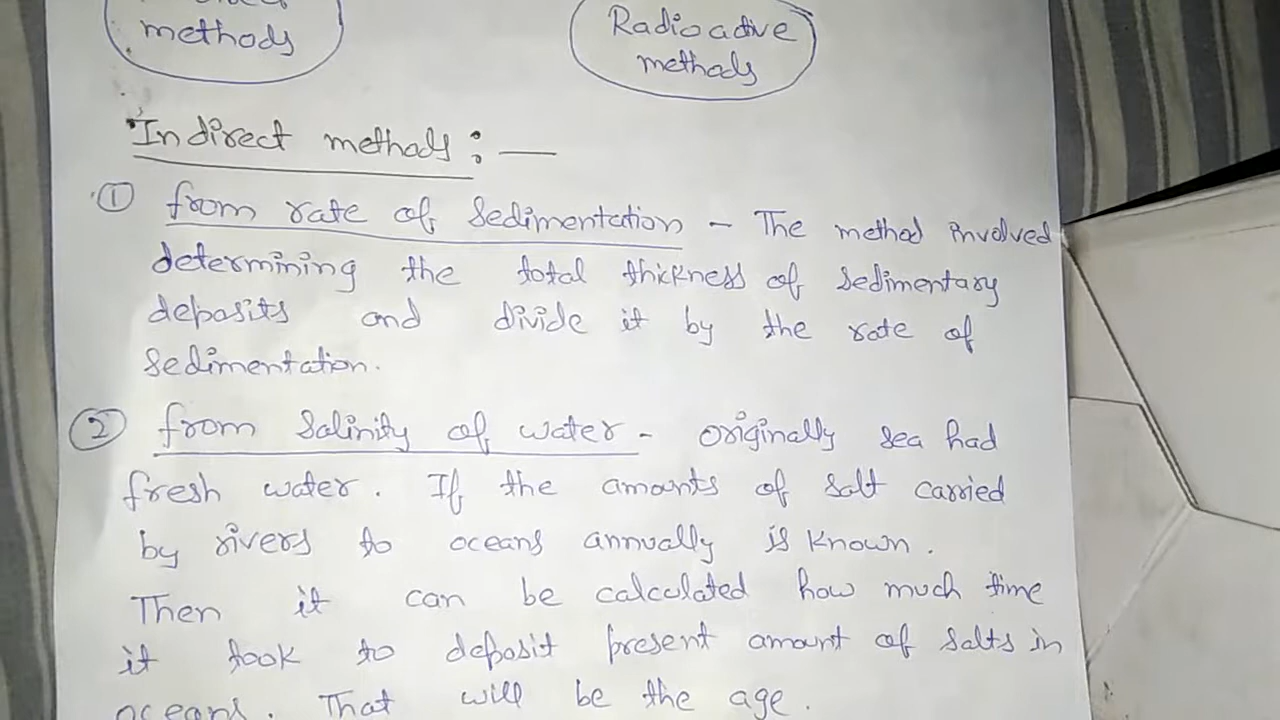 methods
Radioactive
methods
Indirect methods :—
① from rate of Sedimentation - The method involved
determining the total thickness of Sedimentary
deposits and divide it by the rate of
Sedimentation.
② from Salinity of water - originally sea had
fresh water. If the amounts of salt carried
by rivers to oceans annually is known.
Then it can be calculated how much time
it took to deposit present amount of salts in
oceans. That will be the age.